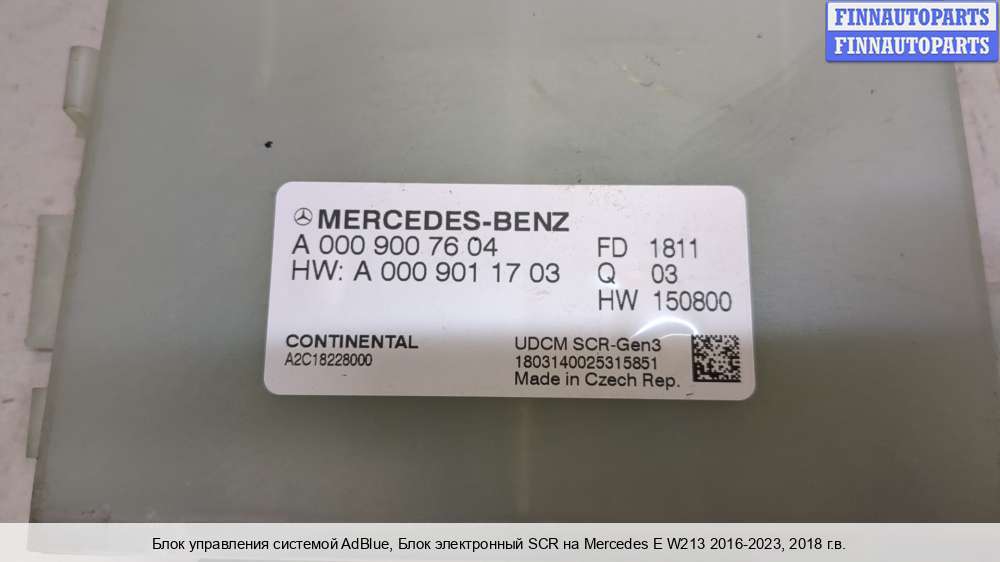 FINNAUTOPARTS
FINNAUTOPARTS
MERCEDES-BENZ
A 000 900 76 04 FD 1811
HW: A 000 901 17 03 Q 03
HW 150800
CONTINENTAL UDCM SCR-Gen3
A2C18228000 1803140025315851
Made in Czech Rep.
Блок управления системой AdBlue, Блок электронный SCR на Mercedes E W213 2016-2023, 2018 г.в.